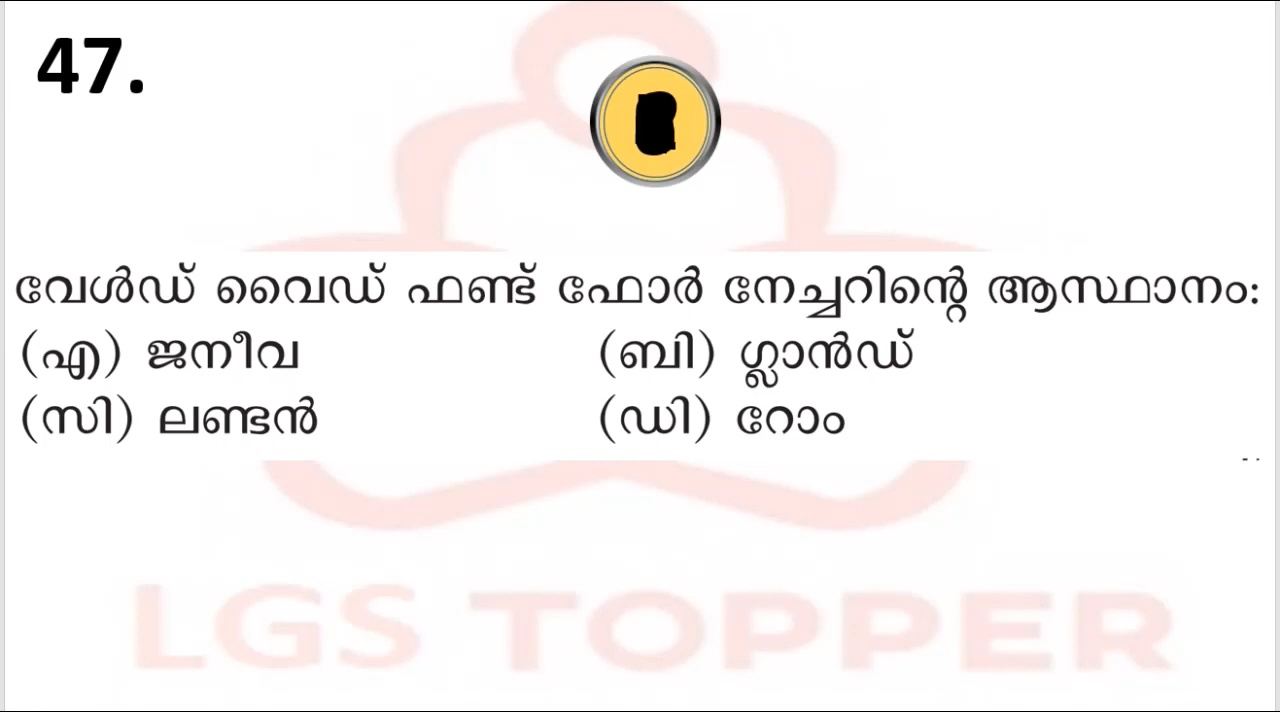 47.
വേൾഡ് വൈഡ് ഫണ്ട് ഫോർ നേച്ചറിന്റെ ആസ്ഥാനം:
(എ) ജനീവ (ബി) ഗ്ലാൻഡ്
(സി) ലണ്ടൻ (ഡി) റോം
LGS TOPPER